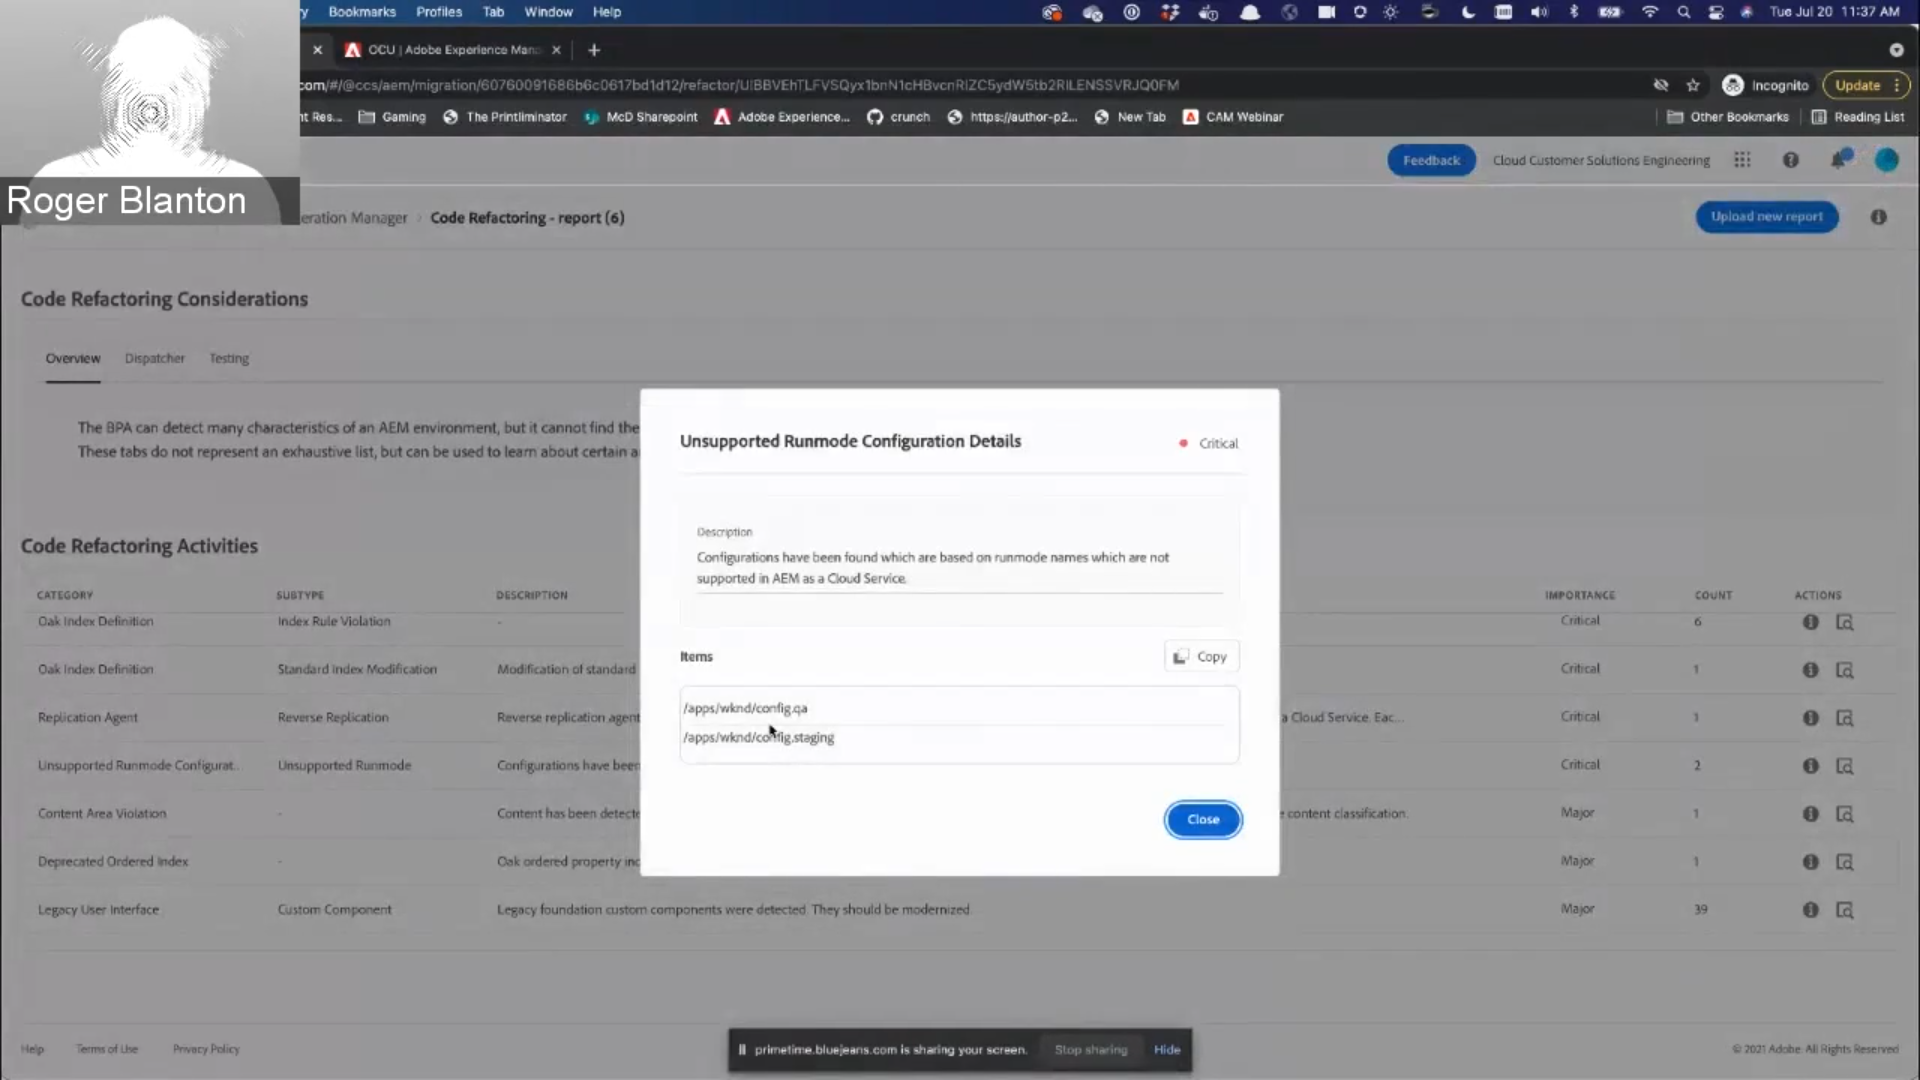 y Bookmarks Profiles Tab Window Help Tue Jul 20 11:37 AM
OCU | Adobe Experience Man
com/#/@ccs/aem/migration/60760091686b6c0617bd1d12/refactor/UIBBVEhTLFVSQyx1bnN1cHBvcnRlZC5ydW5tb2RlLENSSVRJQ0FM Incognito Update
nt Res... Gaming The Printliminator McD Sharepoint Adobe Experience... crunch https://author-p2... New Tab CAM Webinar Other Bookmarks Reading List
Feedback Cloud Customer Solutions Engineering
Roger Blanton
eration Manager > Code Refactoring - report (6) Upload new report
Code Refactoring Considerations
Overview Dispatcher Testing
The BPA can detect many characteristics of an AEM environment, but it cannot find the
These tabs do not represent an exhaustive list, but can be used to learn about certain a
Unsupported Runmode Configuration Details Critical
Description
Configurations have been found which are based on runmode names which are not
supported in AEM as a Cloud Service.
Items Copy
/apps/wknd/config.qa
/apps/wknd/config.staging
Close
Code Refactoring Activities
CATEGORY SUBTYPE DESCRIPTION IMPORTANCE COUNT ACTIONS
Oak Index Definition Index Rule Violation - Critical 6
Oak Index Definition Standard Index Modification Modification of standard Critical 1
Replication Agent Reverse Replication Reverse replication agent a Cloud Service. Eac... Critical 1
Unsupported Runmode Configurat.. Unsupported Runmode Configurations have been Critical 2
Content Area Violation - Content has been detecte e content classification. Major 1
Deprecated Ordered Index - Oak ordered property ind Major 1
Legacy User Interface Custom Component Legacy foundation custom components were detected. They should be modernized. Major 39
Help Terms of Use Privacy Policy © 2021 Adobe. All Rights Reserved
primetime.bluejeans.com is sharing your screen. Stop sharing Hide